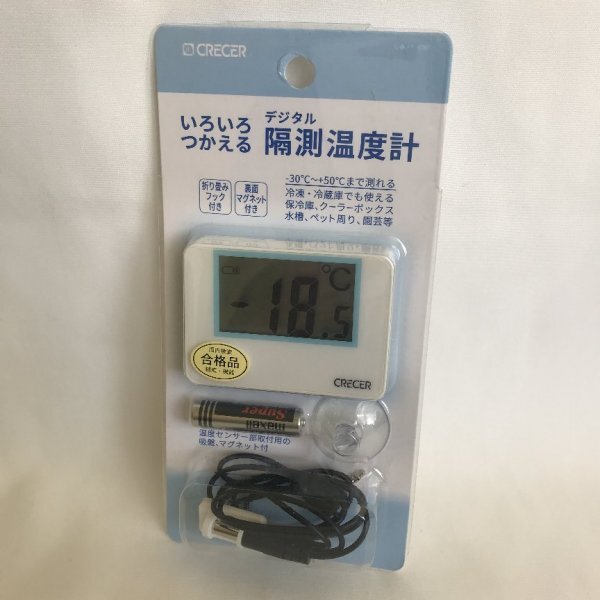 CRECER
いろいろ
つかえる
デジタル
隔測温度計
-30℃～+50℃まで測れる
冷凍・冷蔵庫でも使える
保冷庫、クーラーボックス
水槽、ペット周り、園芸等
折り畳み
フック
付き
裏面
マグネット
付き
℃
-18.5
国内検査
合格品
CRECER
maxell
Super
温度センサー部取付用の
吸盤、マグネット付